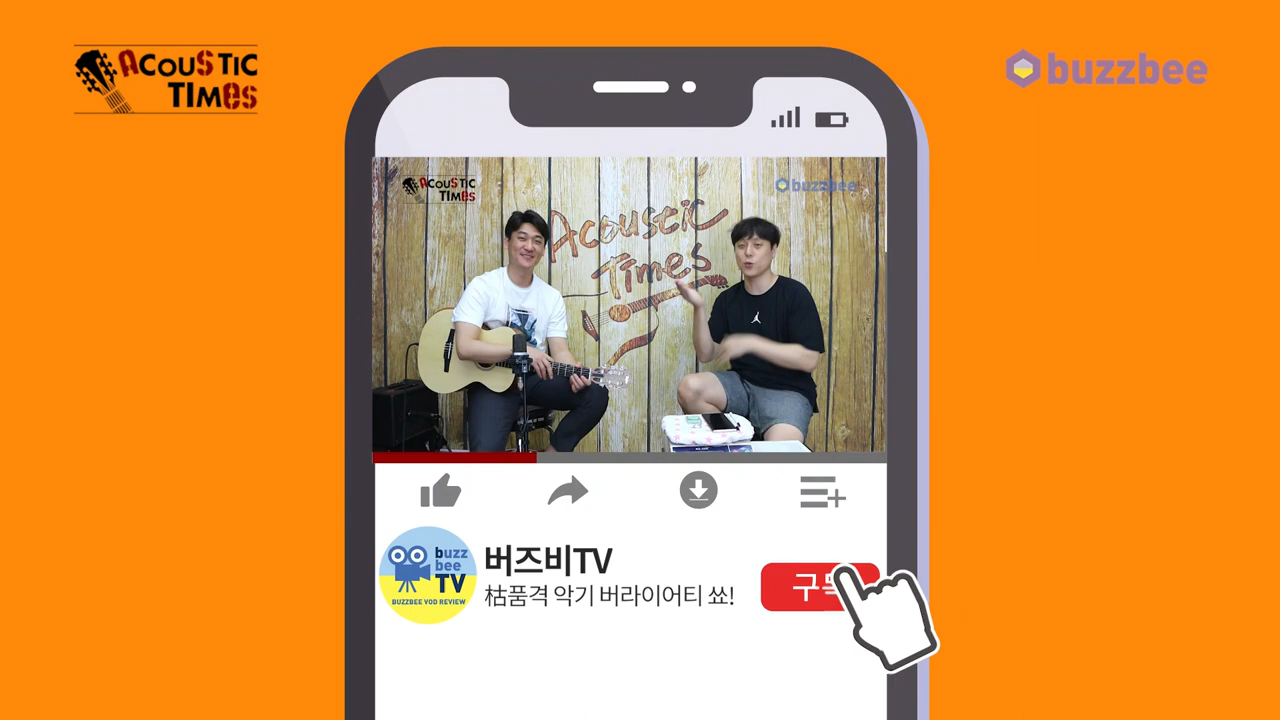 ACOUSTIC
TIMES
buzzbee
ACOUSTIC
TIMES
buzzbee
Acoustic
Times
buzz
bee
TV
BUZZBEE VOD REVIEW
버즈비TV
枯품격 악기 버라이어티 쑈!
구독